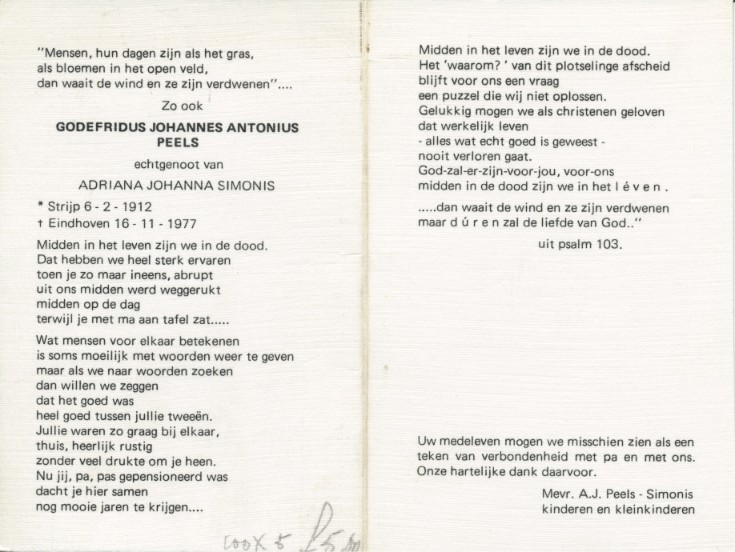 "Mensen, hun dagen zijn als het gras,
als bloemen in het open veld,
dan waait de wind en ze zijn verdwenen"....
Zo ook
GODEFRIDUS JOHANNES ANTONIUS
PEELS
echtgenoot van
ADRIANA JOHANNA SIMONIS
* Strijp 6 - 2 - 1912
† Eindhoven 16 - 11 - 1977
Midden in het leven zijn we in de dood.
Dat hebben we heel sterk ervaren
toen je zo maar ineens, abrupt
uit ons midden werd weggerukt
midden op de dag
terwijl je met ma aan tafel zat.....
Wat mensen voor elkaar betekenen
is soms moeilijk met woorden weer te geven
maar als we naar woorden zoeken
dan willen we zeggen
dat het goed was
heel goed tussen jullie tweeën.
Jullie waren zo graag bij elkaar,
thuis, heerlijk rustig
zonder veel drukte om je heen.
Nu jij, pa, pas gepensioneerd was
dacht je hier samen
nog mooie jaren te krijgen....
Midden in het leven zijn we in de dood.
Het 'waarom? ' van dit plotselinge afscheid
blijft voor ons een vraag
een puzzel die wij niet oplossen.
Gelukkig mogen we als christenen geloven
dat werkelijk leven
- alles wat echt goed is geweest -
nooit verloren gaat.
God-zal-er-zijn-voor-jou, voor-ons
midden in de dood zijn we in het l é v e n .
.....dan waait de wind en ze zijn verdwenen
maar d ú r e n zal de liefde van God.."
uit psalm 103.
Uw medeleven mogen we misschien zien als een
teken van verbondenheid met pa en met ons.
Onze hartelijke dank daarvoor.
Mevr. A.J. Peels - Simonis
kinderen en kleinkinderen